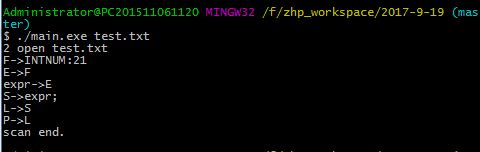 Administrator@PC201511061120 MINGW32 /f/zhp_workspace/2017-9-19 (mas
ter)
$ ./main.exe test.txt
2 open test.txt
F->INTNUM:21
E->F
expr->E
S->expr;
L->S
P->L
scan end.